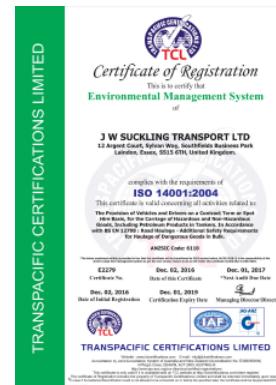 TRANSPACIFIC CERTIFICATIONS LIMITED
TCL
Certificate of Registration
This is to certify that
Environmental Management System
of
J W SUCKLING TRANSPORT LTD
12 Argent Court, Sylvan Way, Southfields Business Park
Laindon, Essex, SS15 6TH, United Kingdom.
complies with the requirements of
ISO 14001:2004
This certificate is valid concerning all activities related to:
The Provision of Vehicles and Drivers on a Contract Term or Spot
Hire Basis, for the Carriage of Hazardous and Non-Hazardous
Goods, Including Petroleum Products in Tankers. In Accordance
with BS EN 12798 : Road Haulage - Additional Safety Requirements
for Haulage of Dangerous Goods in Bulk.
ANZSIC Code: 6110
E2279
Dec. 02, 2016
Dec. 01, 2017
Certificate No.
Date of this Certificate
*Next Audit Due Date
Dec. 02, 2016
Dec. 01, 2019
Date of Initial Registration
Certification Expiry Date
Managing Director/Director
TCL
IAF
JAS-ANZ
TRANSPACIFIC CERTIFICATIONS LIMITED